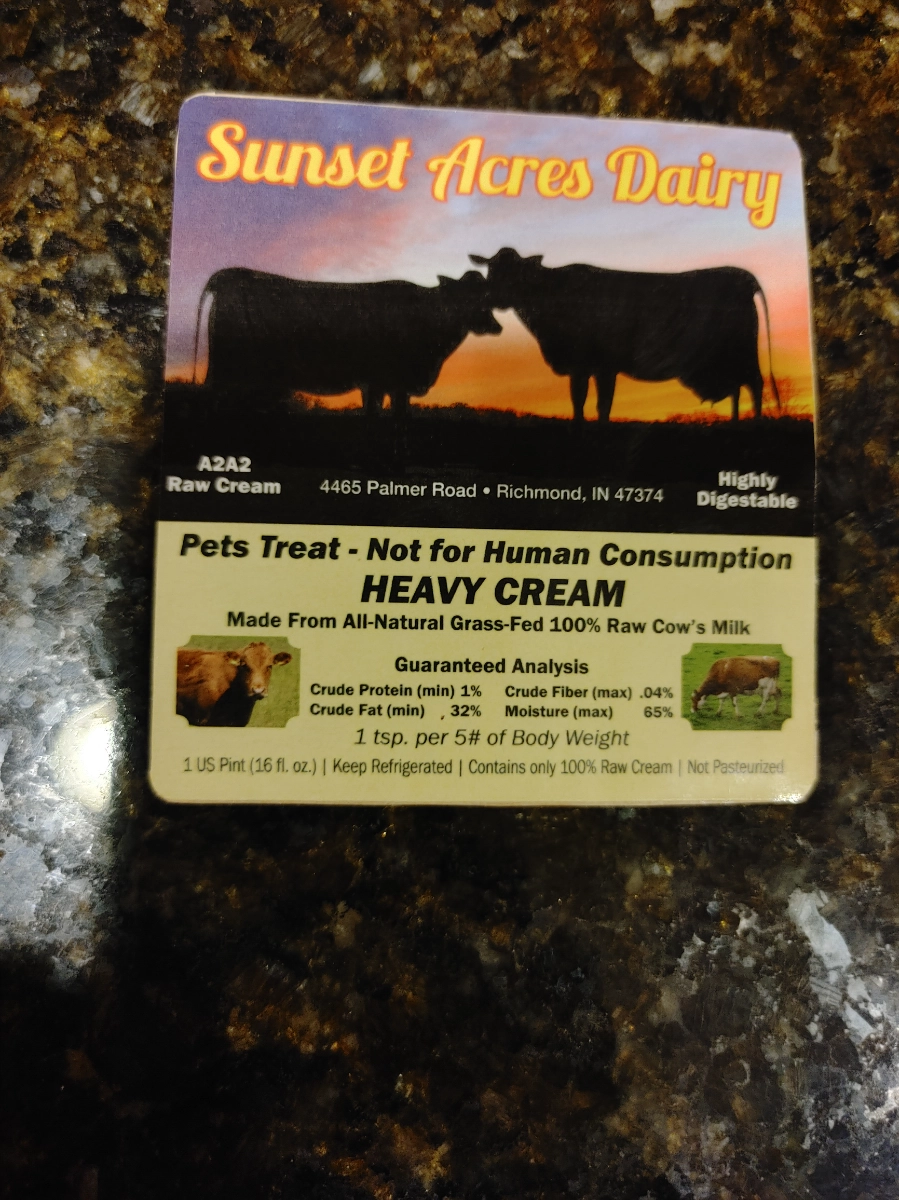 Sunset Acres Dairy
A2A2
Raw Cream
4465 Palmer Road • Richmond, IN 47374
Highly
Digestable
Pets Treat - Not for Human Consumption
HEAVY CREAM
Made From All-Natural Grass-Fed 100% Raw Cow's Milk
Guaranteed Analysis
Crude Protein (min) 1% Crude Fiber (max) .04%
Crude Fat (min) 32% Moisture (max) 65%
1 tsp. per 5# of Body Weight
1 US Pint (16 fl. oz.) | Keep Refrigerated | Contains only 100% Raw Cream | Not Pasteurized